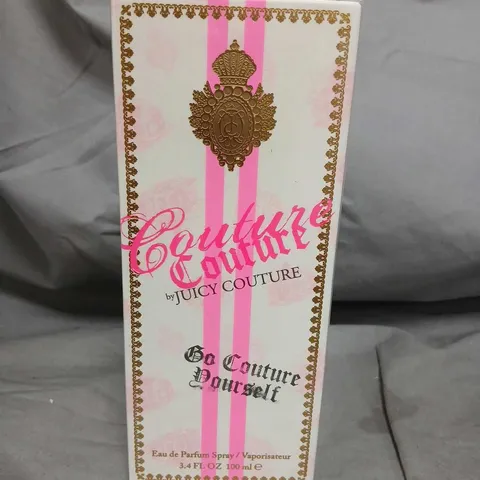 Couture
Couture
by JUICY COUTURE
Go Couture
Yourself
Eau de Parfum Spray / Vaporisateur
3.4 FL OZ 100 ml ℮